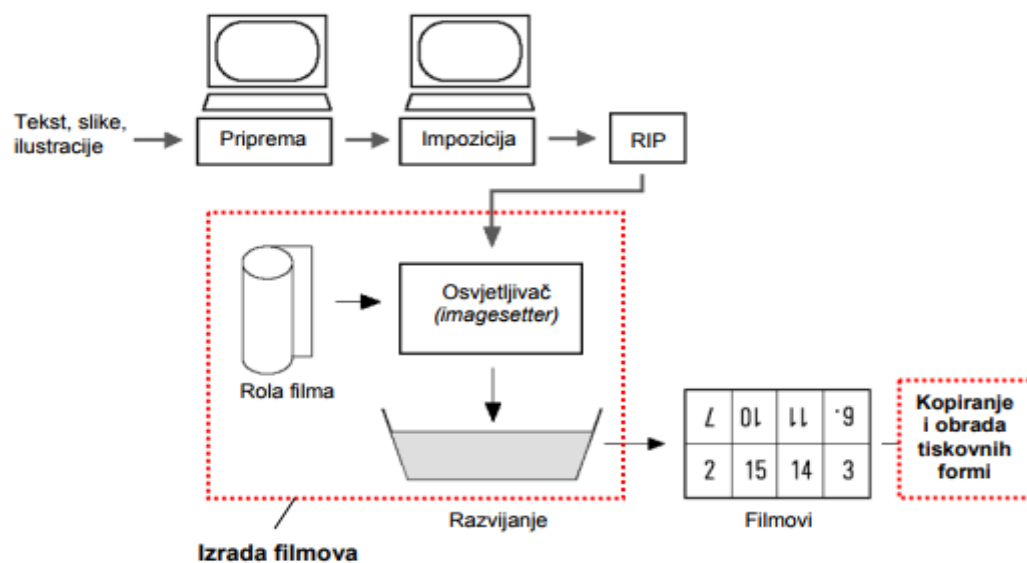 Tekst, slike,
ilustracije
Priprema
Impozicija
RIP
Osvjetljivač
(imagesetter)
Rola filma
7 10 11 6.
2 15 14 3
Kopiranje
i obrada
tiskovnih
formi
Razvijanje
Filmovi
Izrada filmova